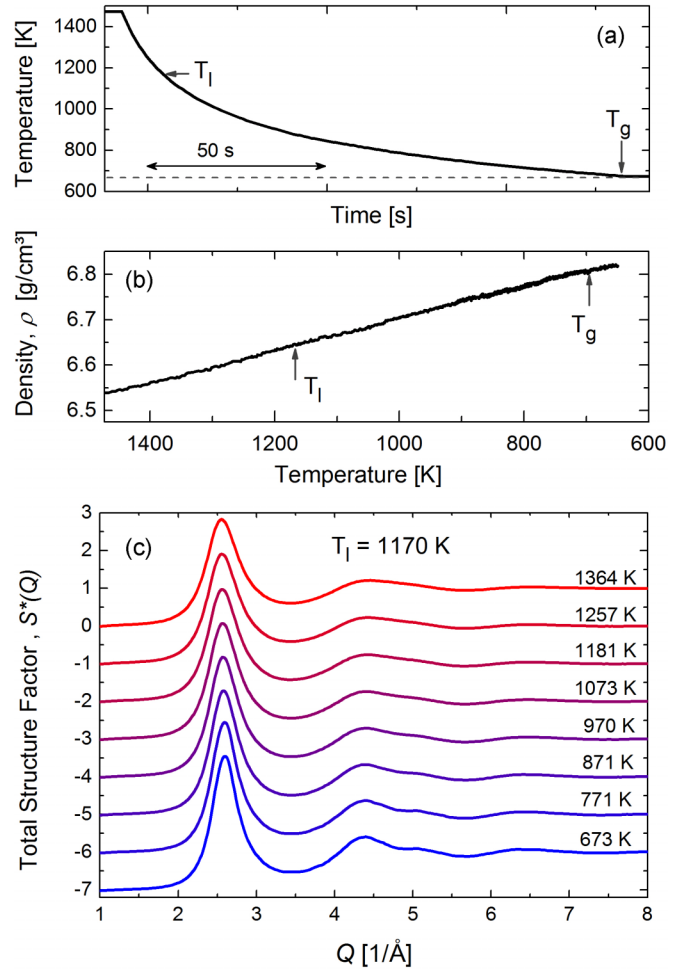 1400
1200
1000
800
600
Temperature [K]
(a)
T_l
T_g
50 s
Time [s]
6.8
6.7
6.6
6.5
Density, ρ [g/cm³]
(b)
T_l
T_g
1400 1200 1000 800 600
Temperature [K]
3
2
1
0
-1
-2
-3
-4
-5
-6
-7
Total Structure Factor , S*(Q)
(c)
T_l = 1170 K
1364 K
1257 K
1181 K
1073 K
970 K
871 K
771 K
673 K
1 2 3 4 5 6 7 8
Q [1/Å]